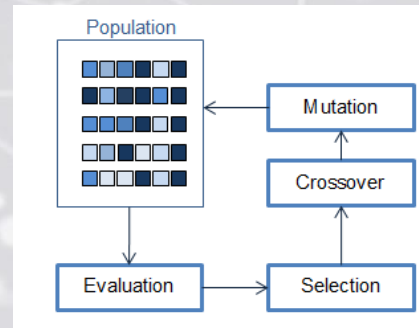 Population
Mutation
Crossover
Evaluation
Selection